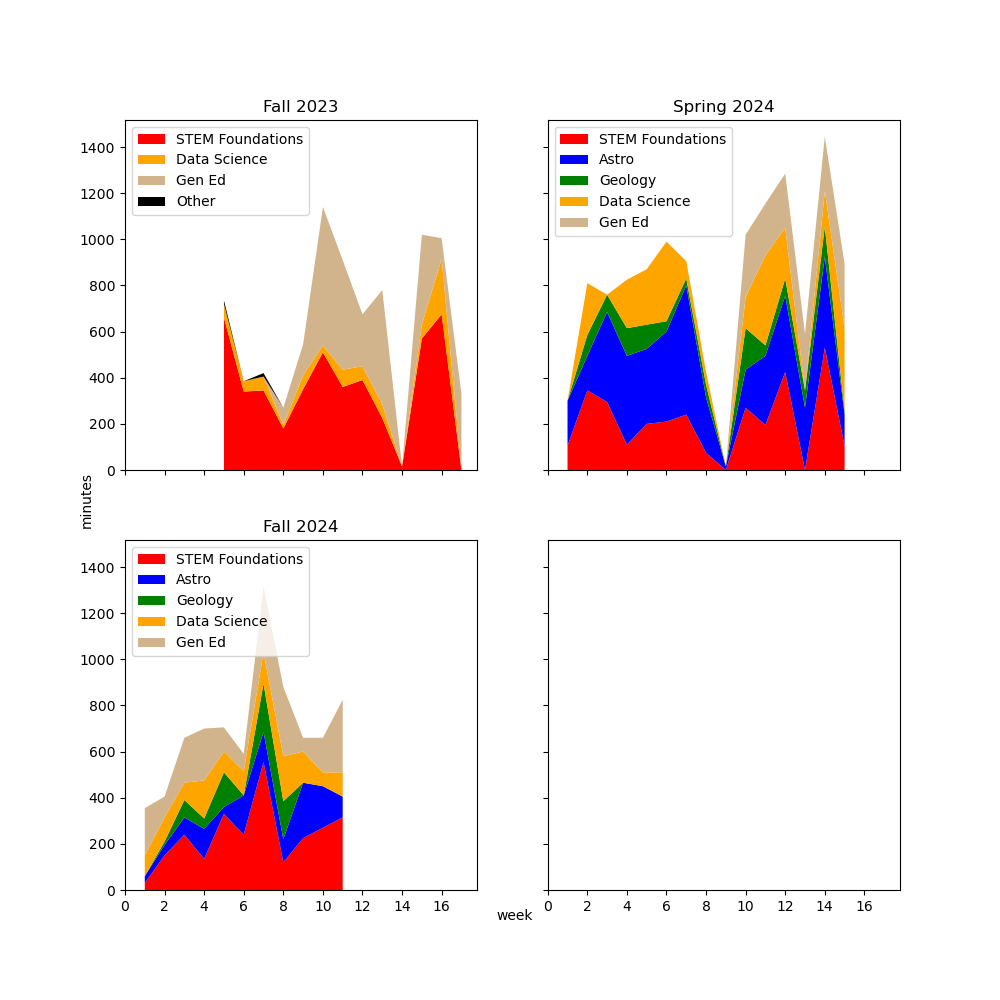 Fall 2023
STEM Foundations
Data Science
Gen Ed
Other
1400
1200
1000
800
600
400
200
0
Spring 2024
STEM Foundations
Astro
Geology
Data Science
Gen Ed
minutes
Fall 2024
STEM Foundations
Astro
Geology
Data Science
Gen Ed
1400
1200
1000
800
600
400
200
0
0 2 4 6 8 10 12 14 16
0 2 4 6 8 10 12 14 16
week